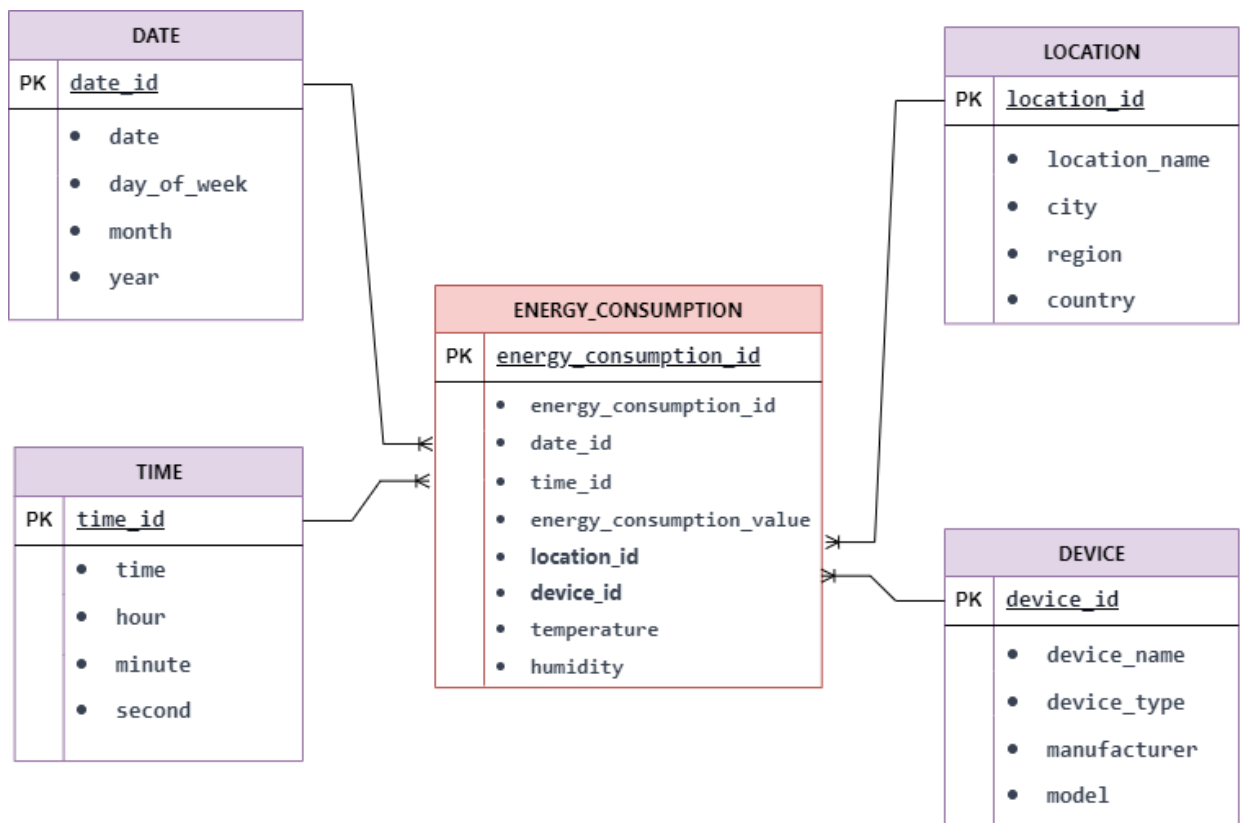 DATE
PK date_id
• date
• day_of_week
• month
• year
LOCATION
PK location_id
• location_name
• city
• region
• country
ENERGY_CONSUMPTION
PK energy_consumption_id
• energy_consumption_id
• date_id
• time_id
• energy_consumption_value
• location_id
• device_id
• temperature
• humidity
TIME
PK time_id
• time
• hour
• minute
• second
DEVICE
PK device_id
• device_name
• device_type
• manufacturer
• model